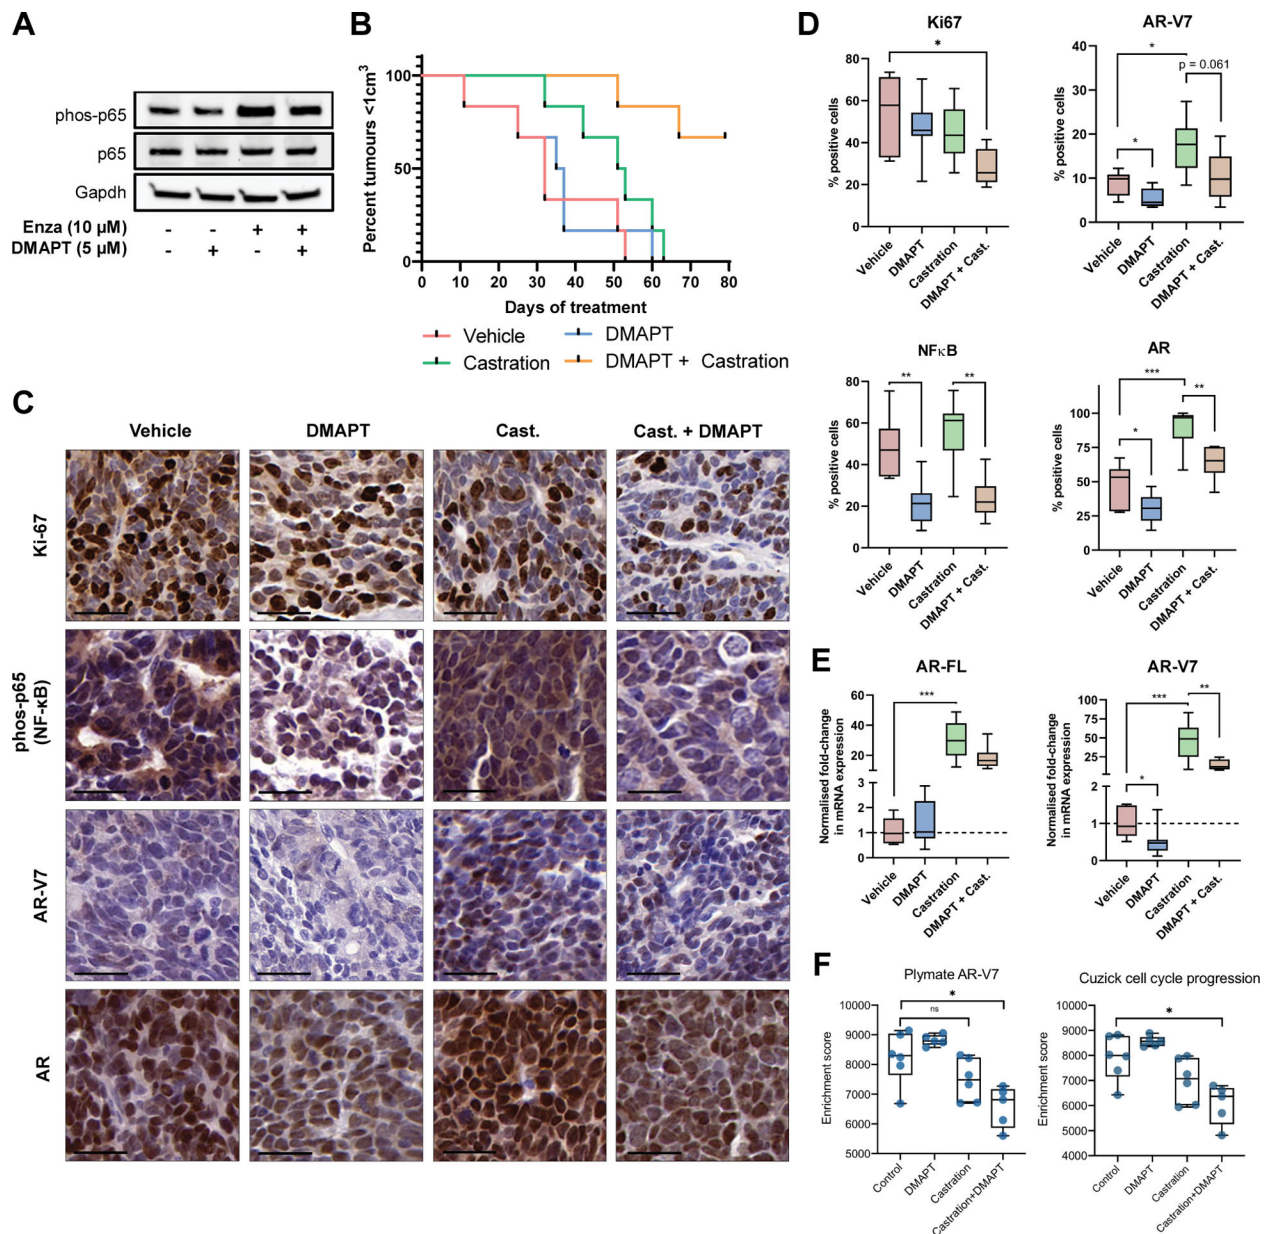 A
phos-p65
p65
Gapdh
Enza (10 µM) - - + +
DMAPT (5 µM) - + - +
B
Percent tumours <1cm³
100
50
0
0 10 20 30 40 50 60 70 80
Days of treatment
Vehicle
DMAPT
Castration
DMAPT + Castration
C
Vehicle
DMAPT
Cast.
Cast. + DMAPT
Ki-67
phos-p65
(NF-κB)
AR-V7
AR
D
Ki67
% positive cells
80
60
40
20
0
*
Vehicle
DMAPT
Castration
DMAPT + Cast.
AR-V7
% positive cells
40
30
20
10
0
*
p = 0.061
*
Vehicle
DMAPT
Castration
DMAPT + Cast.
NFκB
% positive cells
80
60
40
20
0
**
**
Vehicle
DMAPT
Castration
DMAPT + Cast.
AR
% positive cells
100
75
50
25
0
***
**
*
Vehicle
DMAPT
Castration
DMAPT + Cast.
E
AR-FL
Normalised fold-change
in mRNA expression
60
40
20
3
2
1
0
***
Vehicle
DMAPT
Castration
DMAPT + Cast.
AR-V7
Normalised fold-change
in mRNA expression
100
75
50
25
2
1
0
***
**
*
Vehicle
DMAPT
Castration
DMAPT + Cast.
F
Plymate AR-V7
Enrichment score
10000
9000
8000
7000
6000
5000
*
ns
Control
DMAPT
Castration
Castration+DMAPT
Cuzick cell cycle progression
Enrichment score
10000
9000
8000
7000
6000
5000
4000
*
Control
DMAPT
Castration
Castration+DMAPT